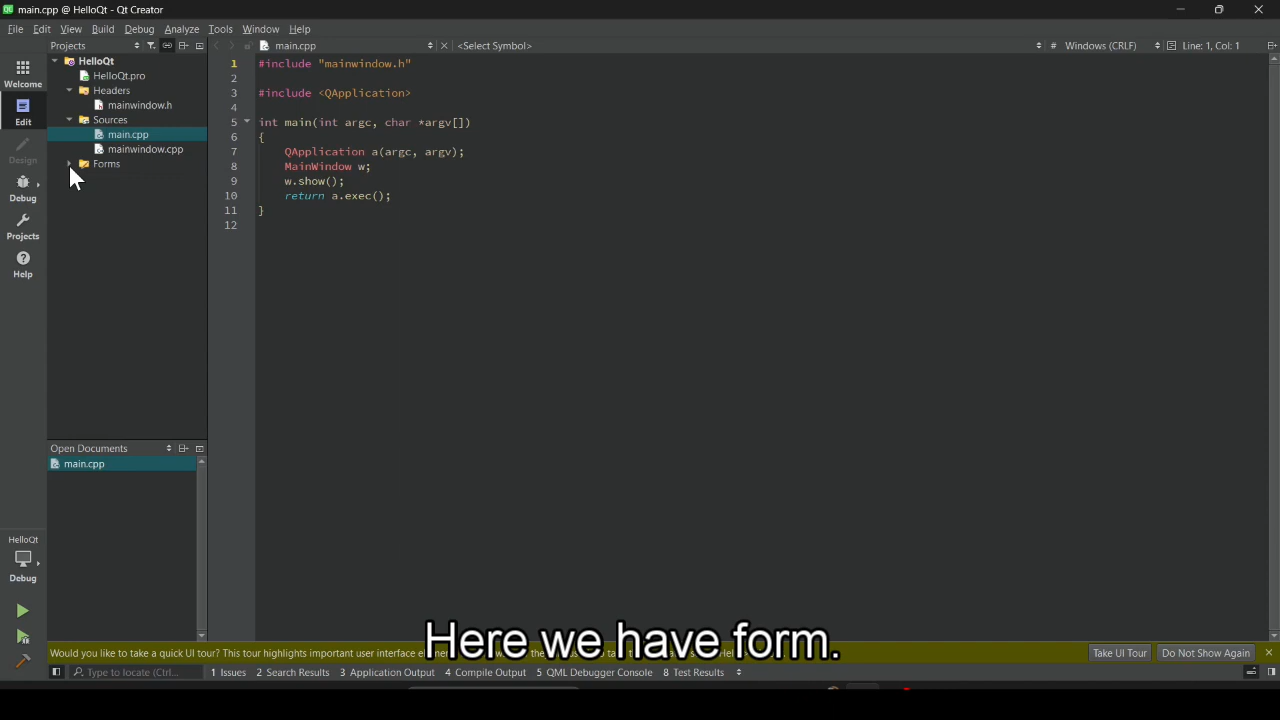 main.cpp @ HelloQt - Qt Creator
File Edit View Build Debug Analyze Tools Window Help
Projects
main.cpp
<Select Symbol>
# Windows (CRLF)
Line: 1, Col: 1
Welcome
Edit
Design
Debug
Projects
Help
HelloQt
HelloQt.pro
Headers
mainwindow.h
Sources
main.cpp
mainwindow.cpp
Forms
1 #include "mainwindow.h"
2
3 #include <QApplication>
4
5 int main(int argc, char *argv[])
6 {
7 QApplication a(argc, argv);
8 MainWindow w;
9 w.show();
10 return a.exec();
11 }
12
Open Documents
main.cpp
HelloQt
Debug
Here we have form.
Would you like to take a quick UI tour? This tour highlights important user interface
Take UI Tour
Do Not Show Again
Type to locate (Ctrl...
1 Issues 2 Search Results 3 Application Output 4 Compile Output 5 QML Debugger Console 8 Test Results